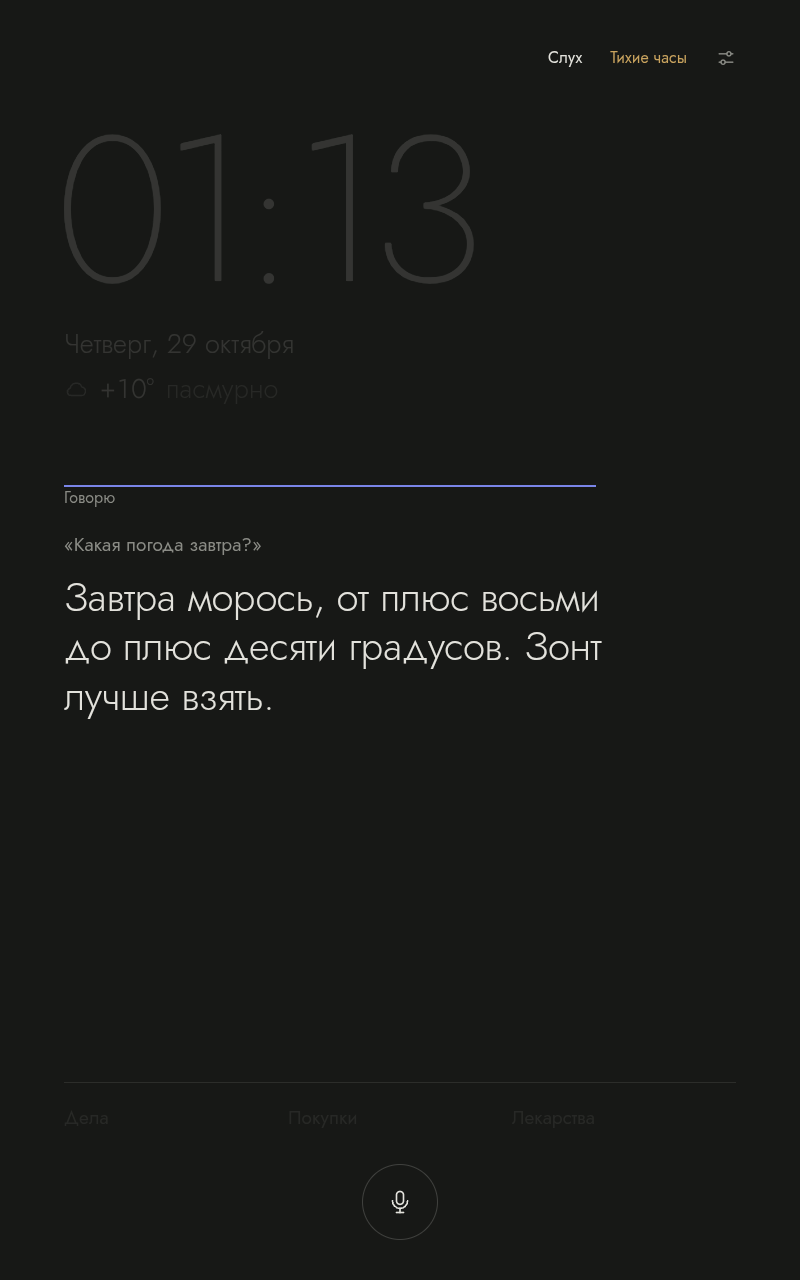 Слух Тихие часы
01:13
Четверг, 29 октября
+10° пасмурно
Говорю
«Какая погода завтра?»
Завтра морось, от плюс восьми
до плюс десяти градусов. Зонт
лучше взять.
Дела Покупки Лекарства